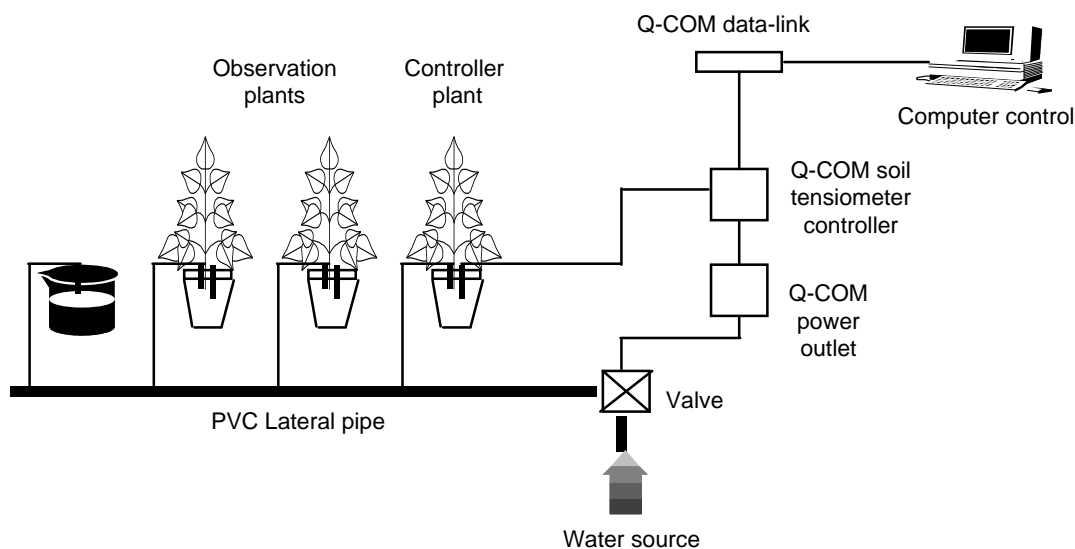 Q-COM data-link
Observation
plants
Controller
plant
Computer control
Q-COM soil
tensiometer
controller
Q-COM
power
outlet
Valve
PVC Lateral pipe
Water source